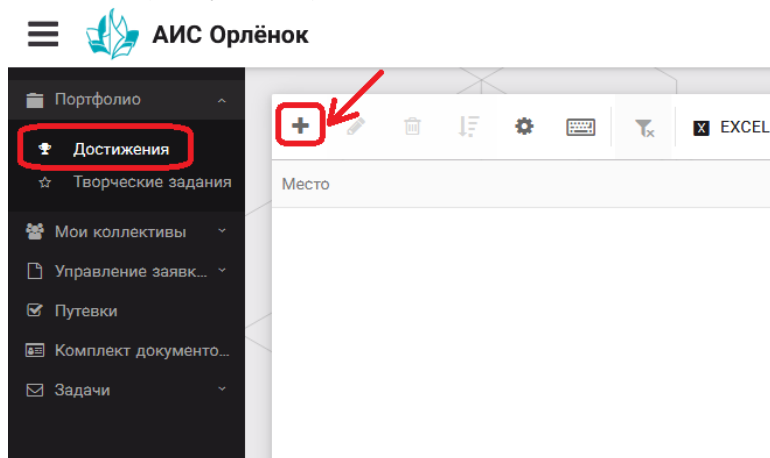 АИС Орлёнок
Портфолио
Достижения
Творческие задания
Мои коллективы
Управление заявк...
Путевки
Комплект документо...
Задачи
X EXCEL
Место